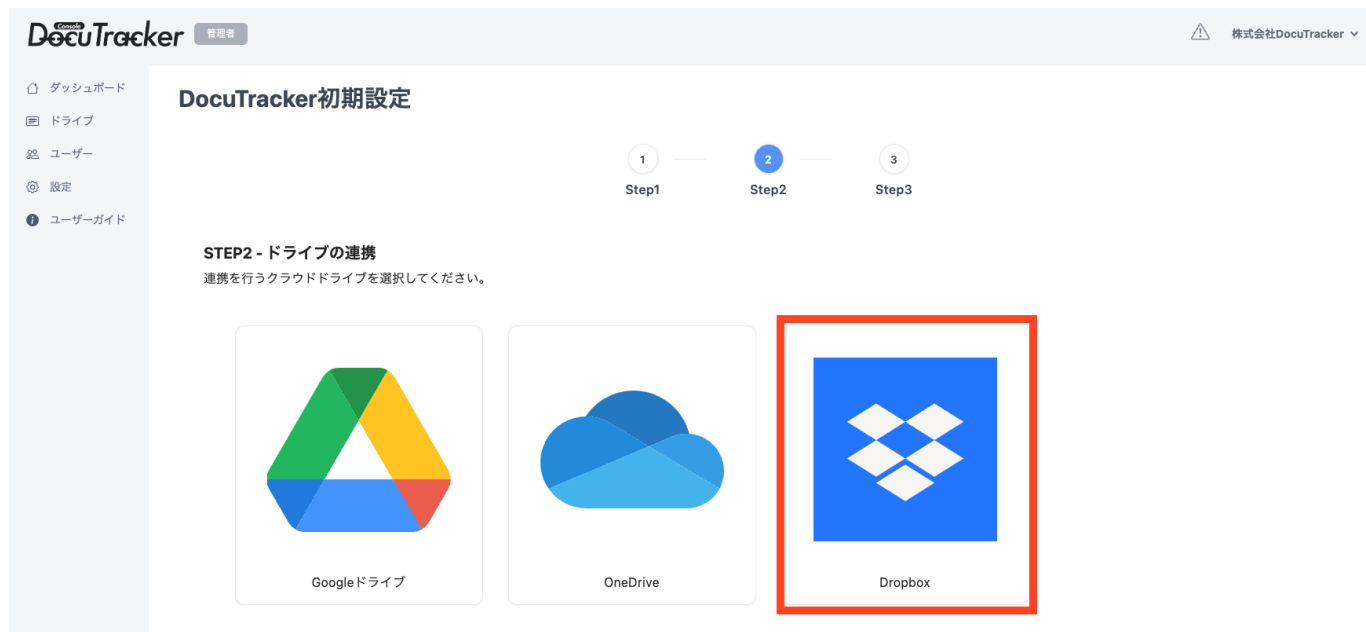 Console
DocuTracker 管理者
株式会社DocuTracker
ダッシュボード
ドライブ
ユーザー
設定
ユーザーガイド
DocuTracker初期設定
1 2 3
Step1 Step2 Step3
STEP2 - ドライブの連携
連携を行うクラウドドライブを選択してください。
Googleドライブ OneDrive Dropbox